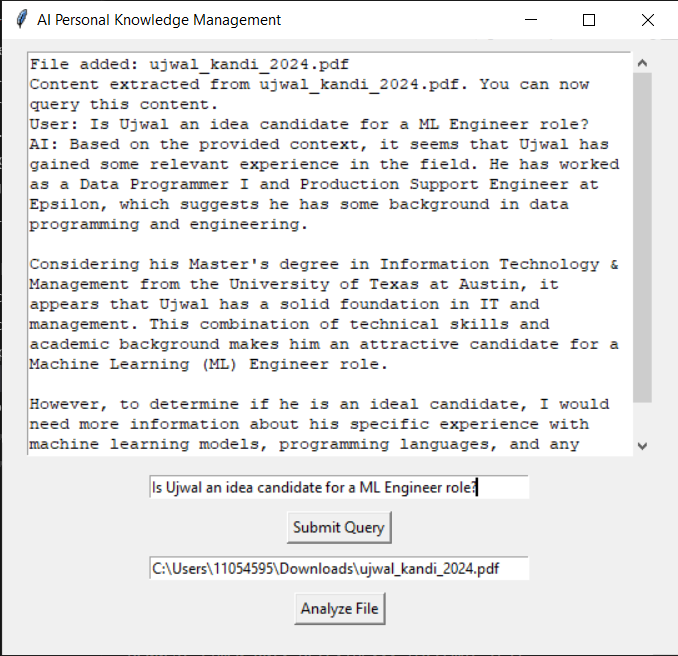 AI Personal Knowledge Management
File added: ujwal_kandi_2024.pdf
Content extracted from ujwal_kandi_2024.pdf. You can now
query this content.
User: Is Ujwal an idea candidate for a ML Engineer role?
AI: Based on the provided context, it seems that Ujwal has
gained some relevant experience in the field. He has worked
as a Data Programmer I and Production Support Engineer at
Epsilon, which suggests he has some background in data
programming and engineering.
Considering his Master's degree in Information Technology &
Management from the University of Texas at Austin, it
appears that Ujwal has a solid foundation in IT and
management. This combination of technical skills and
academic background makes him an attractive candidate for a
Machine Learning (ML) Engineer role.
However, to determine if he is an ideal candidate, I would
need more information about his specific experience with
machine learning models, programming languages, and any
Is Ujwal an idea candidate for a ML Engineer role?
Submit Query
C:\Users\11054595\Downloads\ujwal_kandi_2024.pdf
Analyze File